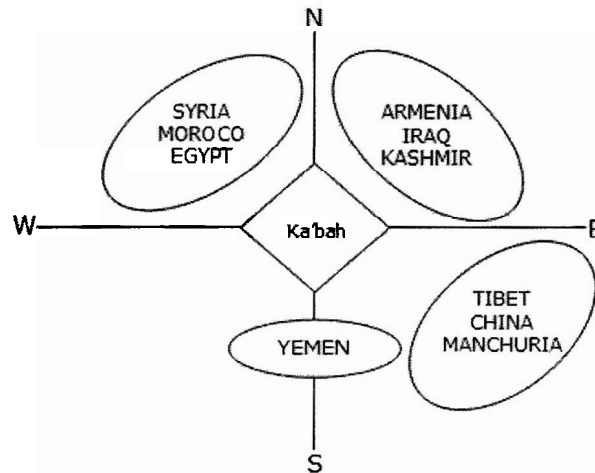 N
SYRIA
MOROCO
EGYPT
ARMENIA
IRAQ
KASHMIR
W
Ka'bah
E
TIBET
CHINA
MANCHURIA
YEMEN
S